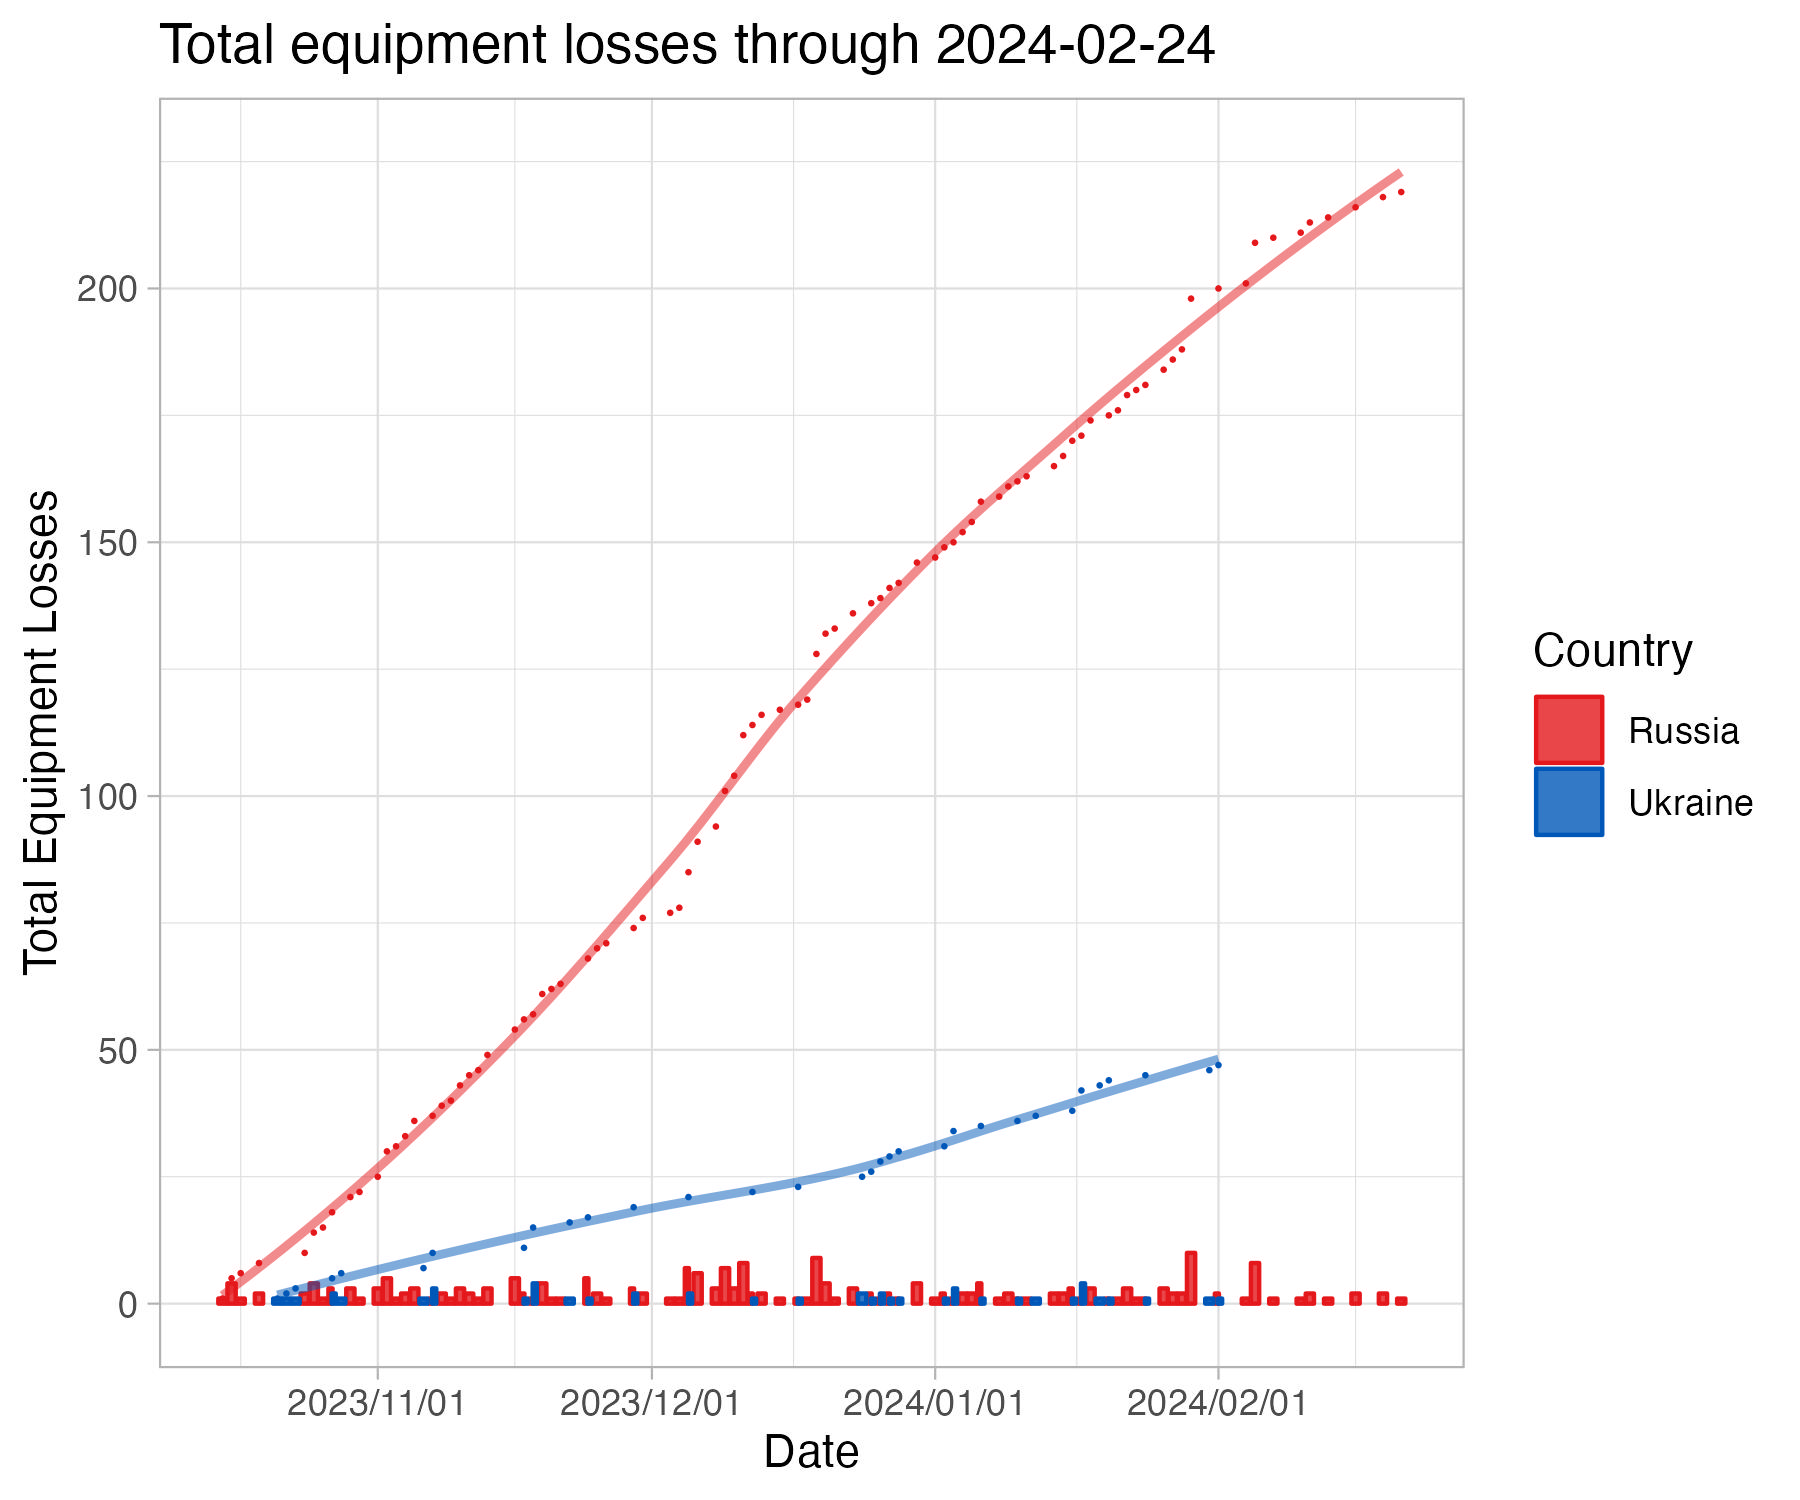 Total equipment losses through 2024-02-24
Total Equipment Losses
200
150
100
50
0
2023/11/01
2023/12/01
2024/01/01
2024/02/01
Date
Country
Russia
Ukraine